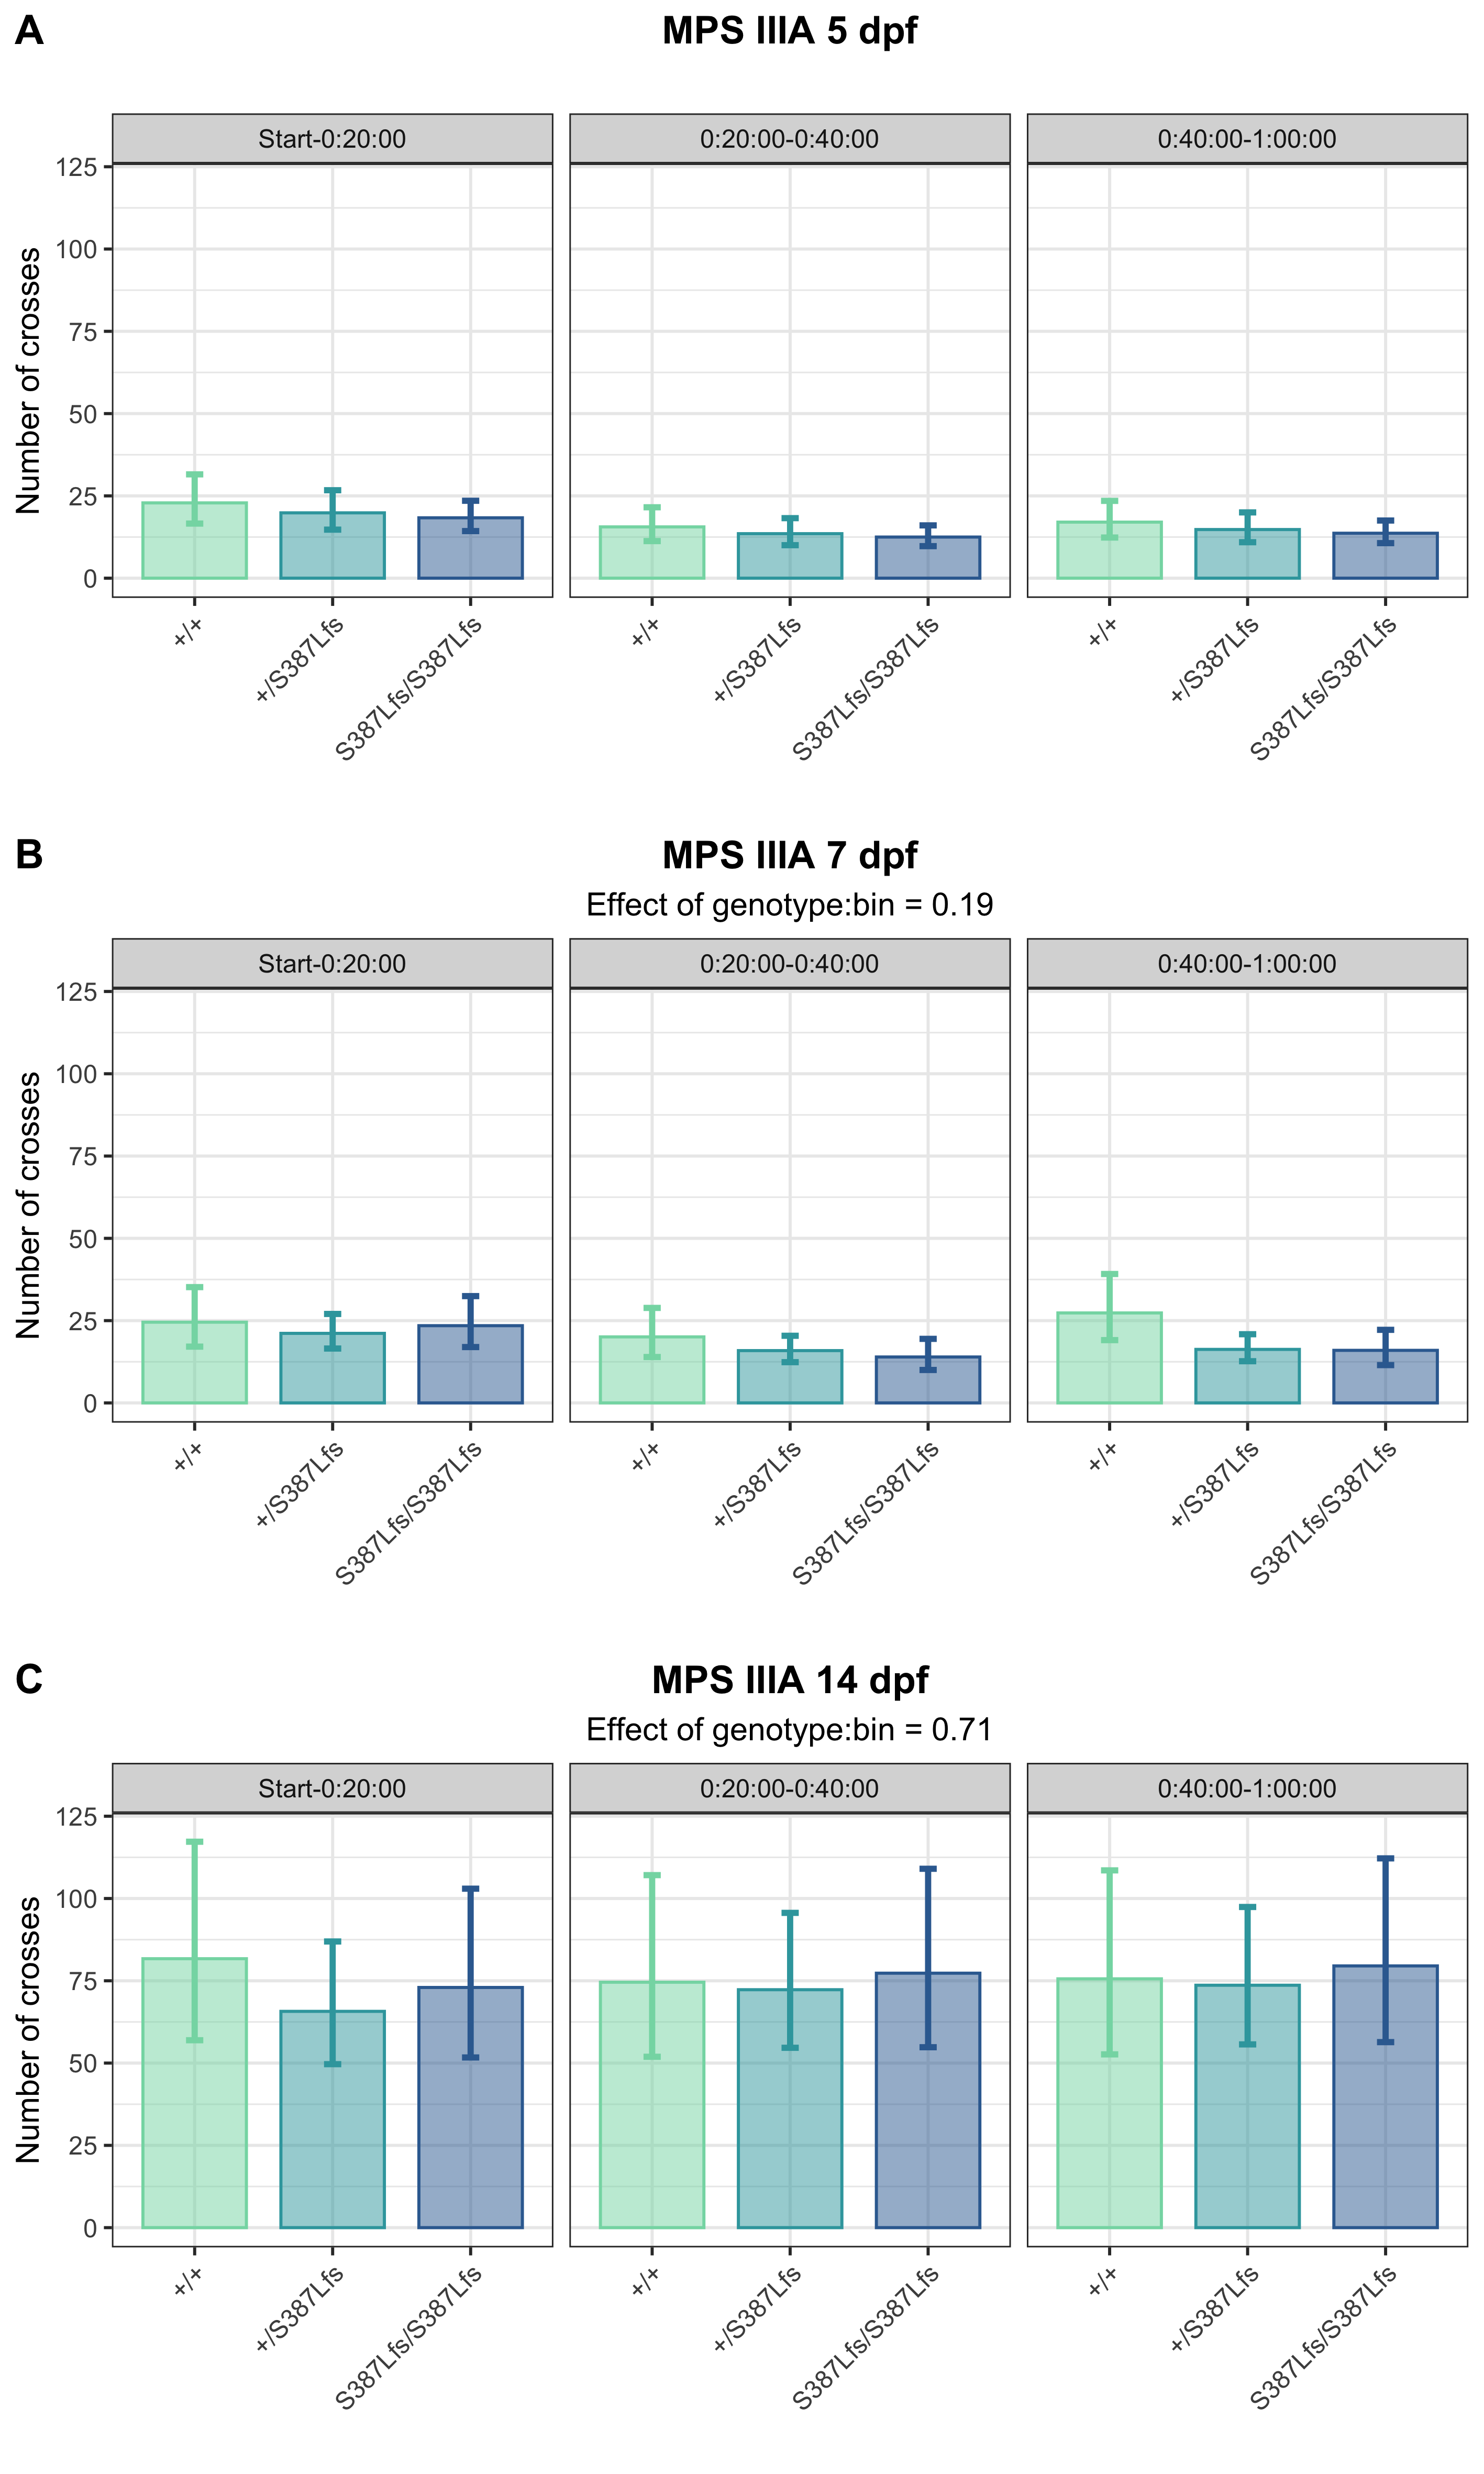 A
MPS IIIA 5 dpf
Start-0:20:00
0:20:00-0:40:00
0:40:00-1:00:00
Number of crosses
125
100
75
50
25
0
+/+
+/S387Lfs
S387Lfs/S387Lfs
+/+
+/S387Lfs
S387Lfs/S387Lfs
+/+
+/S387Lfs
S387Lfs/S387Lfs
B
MPS IIIA 7 dpf
Effect of genotype:bin = 0.19
Start-0:20:00
0:20:00-0:40:00
0:40:00-1:00:00
Number of crosses
125
100
75
50
25
0
+/+
+/S387Lfs
S387Lfs/S387Lfs
+/+
+/S387Lfs
S387Lfs/S387Lfs
+/+
+/S387Lfs
S387Lfs/S387Lfs
C
MPS IIIA 14 dpf
Effect of genotype:bin = 0.71
Start-0:20:00
0:20:00-0:40:00
0:40:00-1:00:00
Number of crosses
125
100
75
50
25
0
+/+
+/S387Lfs
S387Lfs/S387Lfs
+/+
+/S387Lfs
S387Lfs/S387Lfs
+/+
+/S387Lfs
S387Lfs/S387Lfs